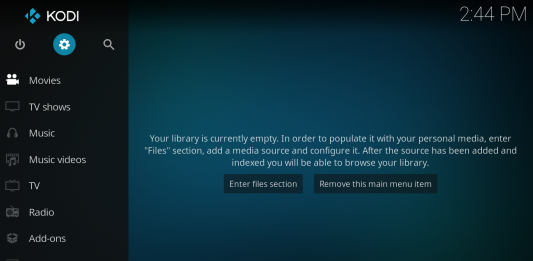 KODI
2:44 PM
Movies
TV shows
Music
Music videos
TV
Radio
Add-ons
Your library is currently empty. In order to populate it with your personal media, enter
"Files" section, add a media source and configure it. After the source has been added and
indexed you will be able to browse your library.
Enter files section
Remove this main menu item